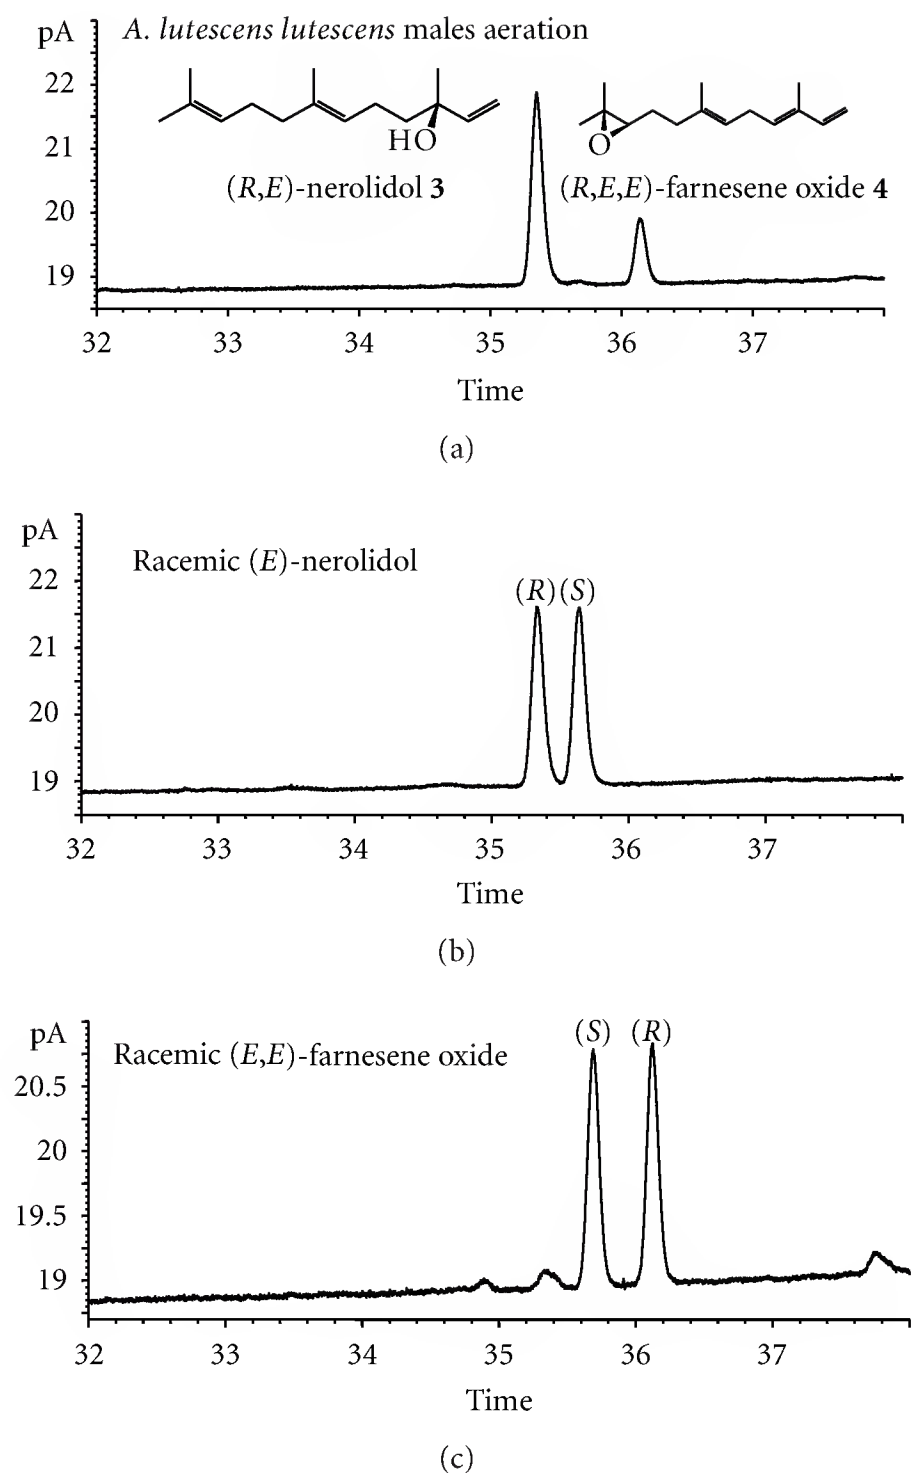 pA
A. lutescens lutescens males aeration
22
21
20
19
HO
O
(R,E)-nerolidol 3
(R,E,E)-farnesene oxide 4
32 33 34 35 36 37
Time
(a)
pA
Racemic (E)-nerolidol
22
21
20
19
(R) (S)
32 33 34 35 36 37
Time
(b)
pA
Racemic (E,E)-farnesene oxide
20.5
20
19.5
19
(S) (R)
32 33 34 35 36 37
Time
(c)